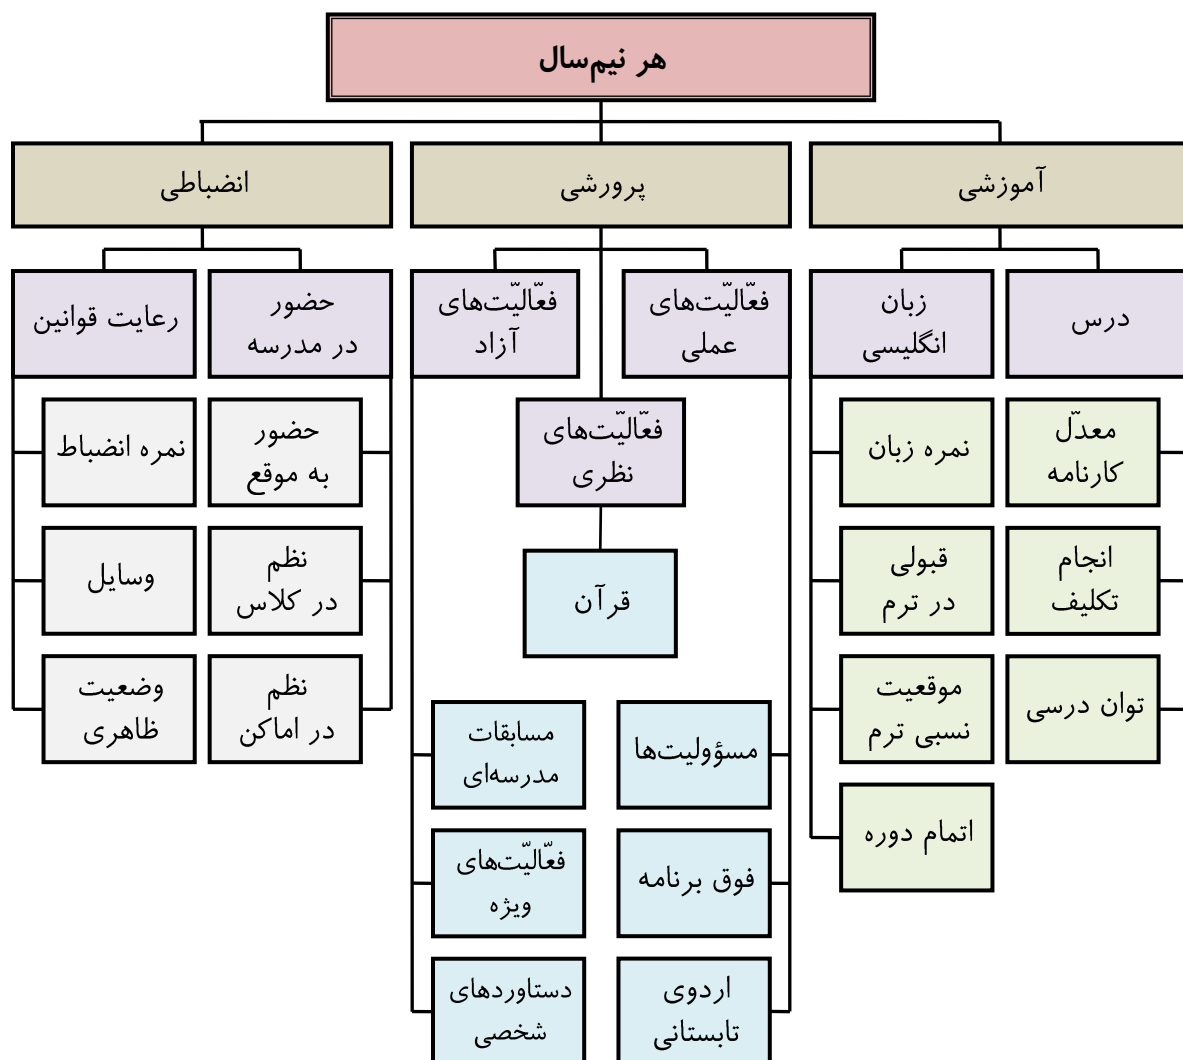 هر نیم‌سال
آموزشی
پرورشی
انضباطی
درس
زبان
انگلیسی
فعّالیّت‌های
عملی
فعّالیّت‌های
آزاد
حضور
در مدرسه
رعایت قوانین
معدّل
کارنامه
نمره زبان
فعّالیّت‌های
نظری
حضور
به موقع
نمره انضباط
انجام
تکلیف
قبولی
در ترم
قرآن
نظم
در کلاس
وسایل
توان درسی
موقعیت
نسبی ترم
نظم
در اماکن
وضعیت
ظاهری
مسؤولیت‌ها
مسابقات
مدرسه‌ای
اتمام دوره
فوق برنامه
فعّالیّت‌های
ویژه
اردوی
تابستانی
دستاوردهای
شخصی